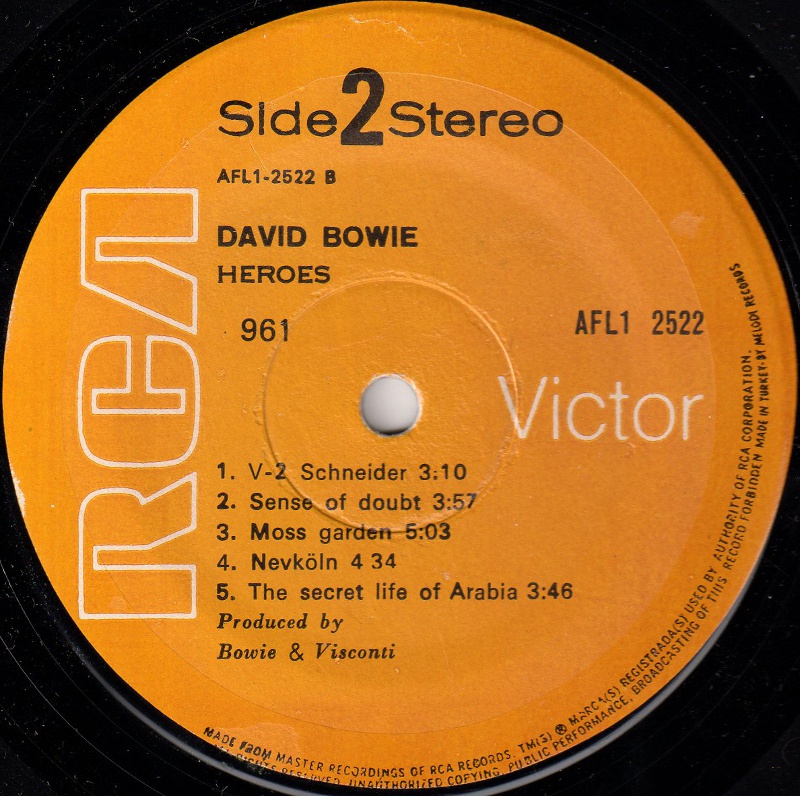 Side 2 Stereo
AFL1-2522 B
DAVID BOWIE
HEROES
961
AFL1 2522
RCA
Victor
1. V-2 Schneider 3:10
2. Sense of doubt 3:57
3. Moss garden 5:03
4. Nevköln 4 34
5. The secret life of Arabia 3:46
Produced by
Bowie & Visconti
MADE FROM MASTER RECORDINGS OF RCA RECORDS. TM(S) ® MARCA(S) REGISTRADA(S) USED BY AUTHORITY OF RCA CORPORATION.
ALL RIGHTS RESERVED. UNAUTHORIZED COPYING, PUBLIC PERFORMANCE, BROADCASTING OF THIS RECORD FORBIDDEN MADE IN TURKEY BY MELODI RECORDS